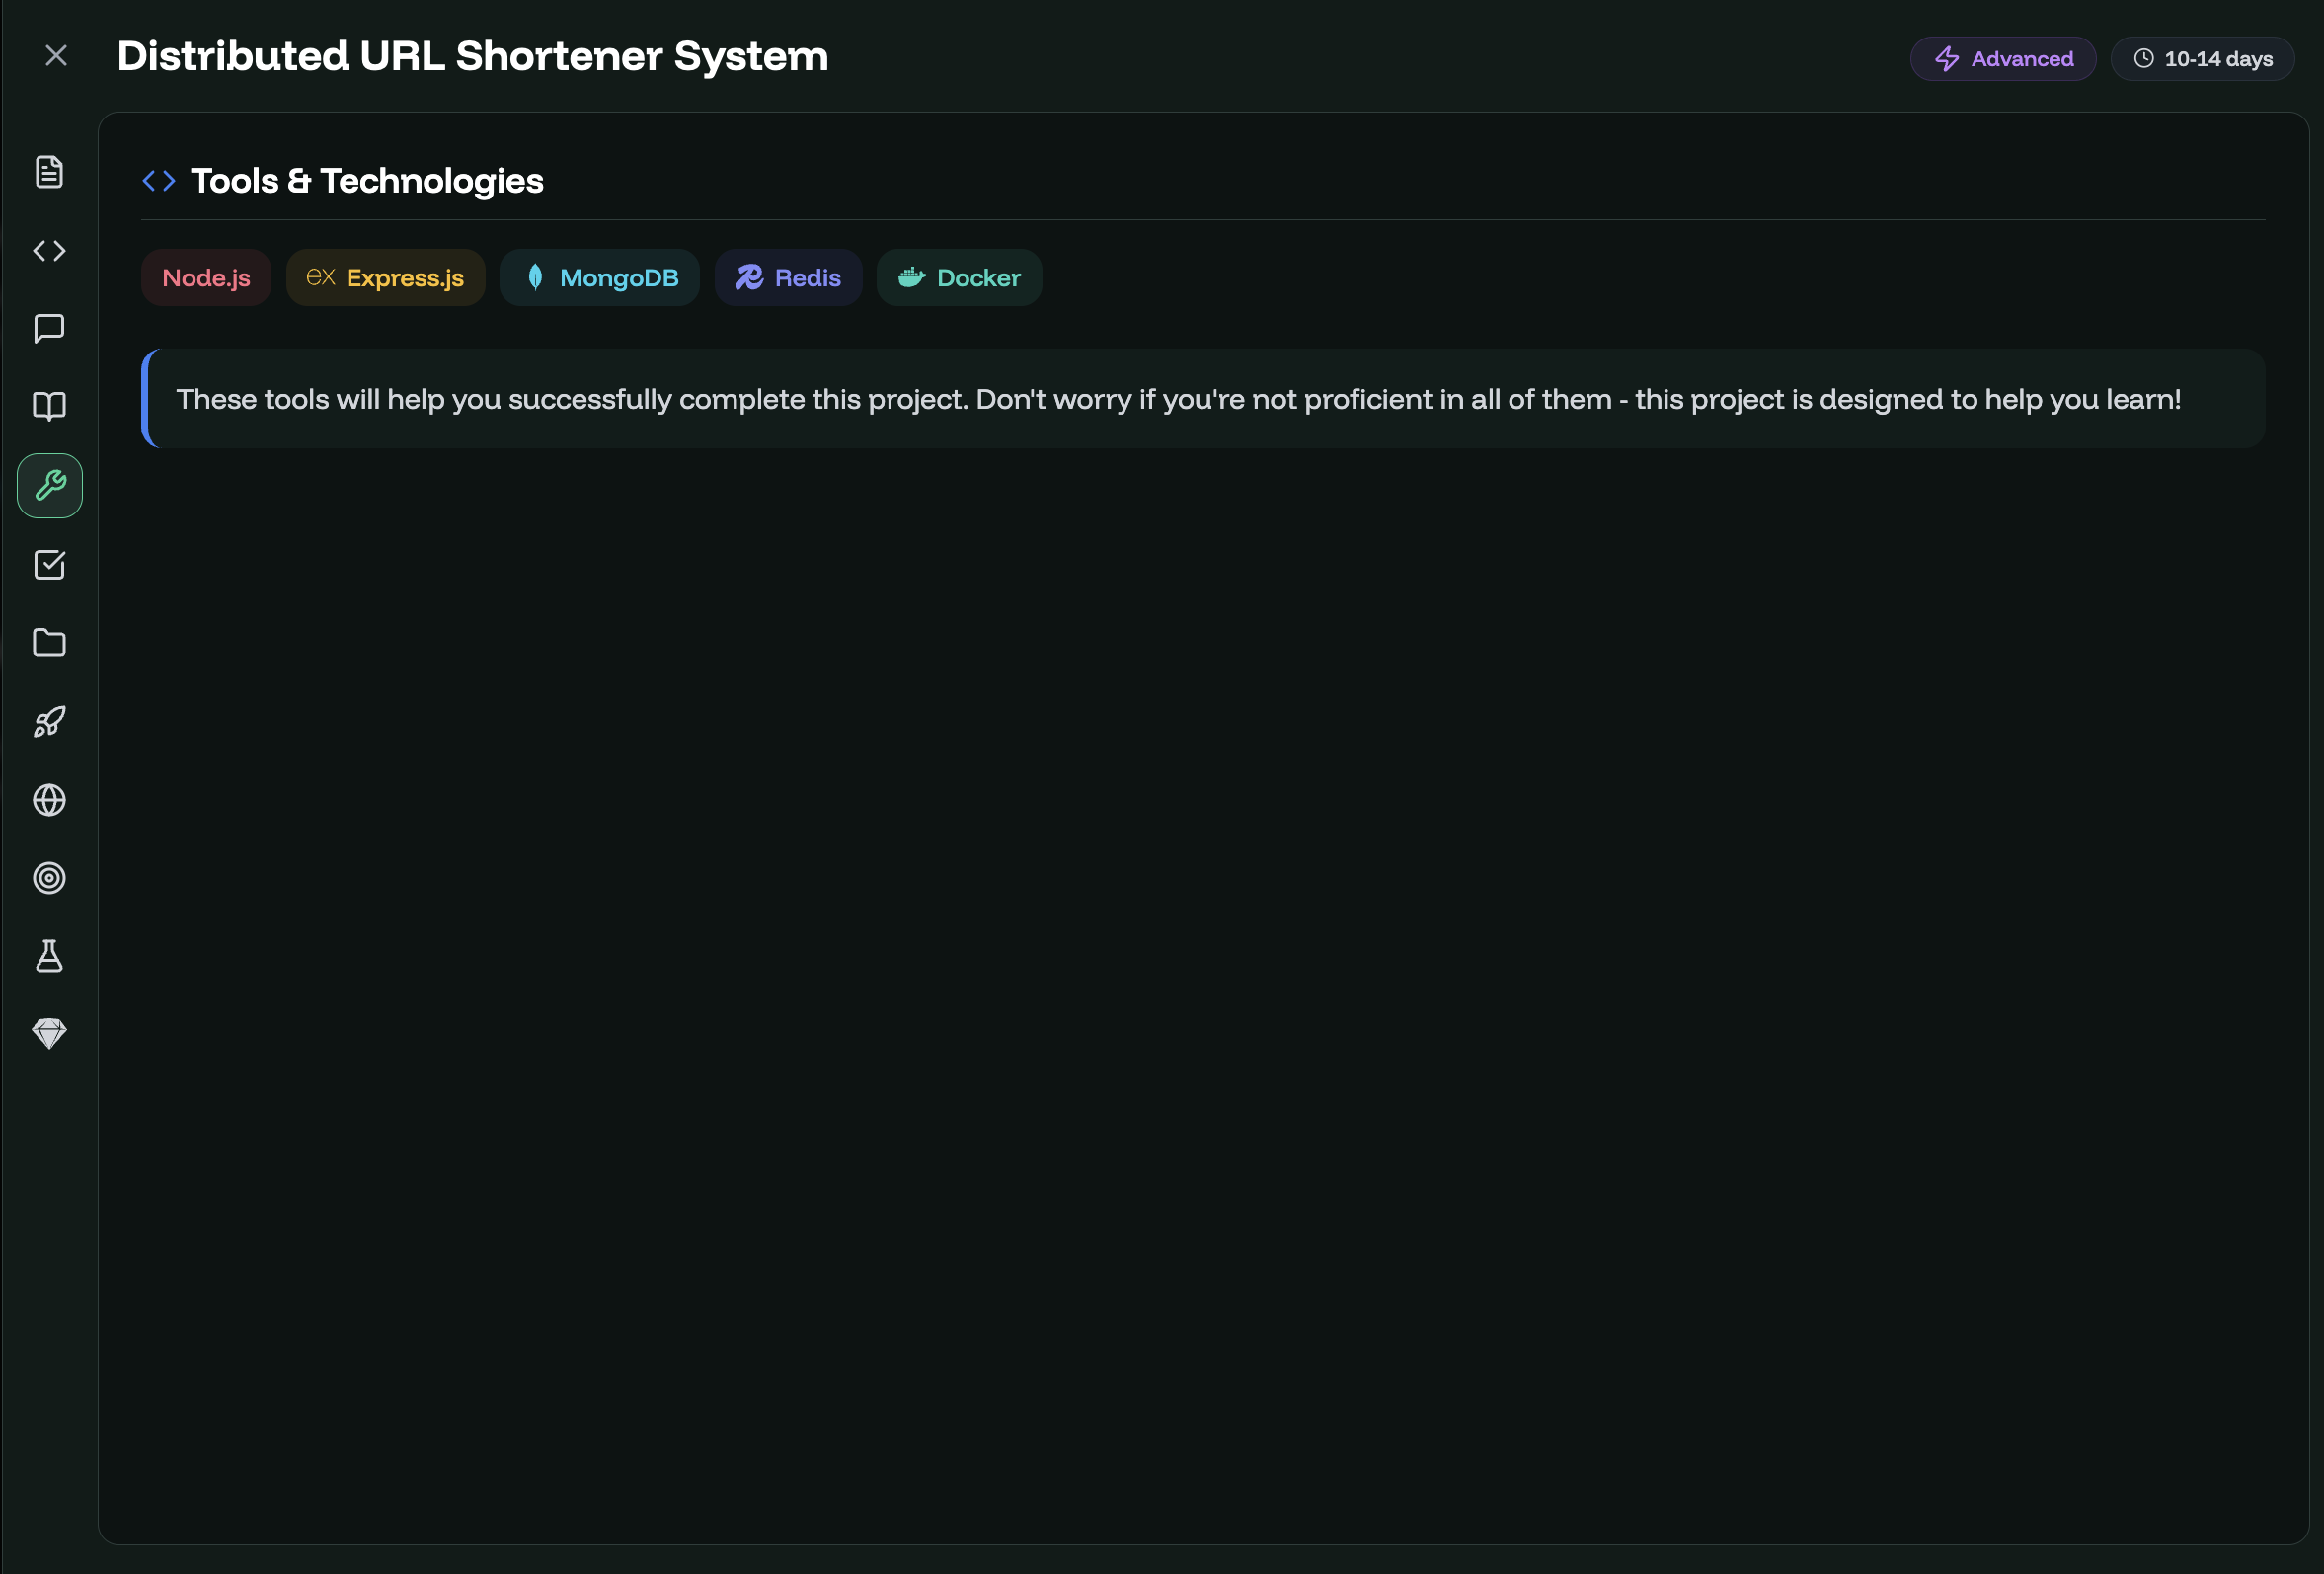 Distributed URL Shortener System
Advanced
10-14 days
Tools & Technologies
Node.js
ex Express.js
MongoDB
Redis
Docker
These tools will help you successfully complete this project. Don't worry if you're not proficient in all of them - this project is designed to help you learn!